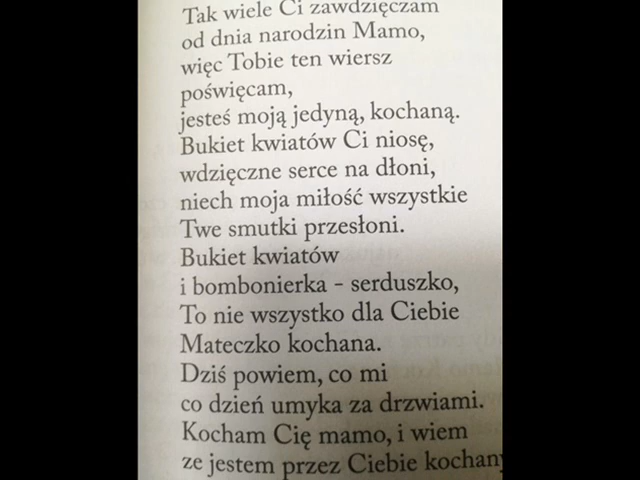 Tak wiele Ci zawdzięczam
od dnia narodzin Mamo,
więc Tobie ten wiersz
poświęcam,
jesteś moją jedyną, kochaną.
Bukiet kwiatów Ci niosę,
wdzięczne serce na dłoni,
niech moja miłość wszystkie
Twe smutki przesłoni.
Bukiet kwiatów
i bombonierka - serduszko,
To nie wszystko dla Ciebie
Mateczko kochana.
Dziś powiem, co mi
co dzień umyka za drzwiami.
Kocham Cię mamo, i wiem
ze jestem przez Ciebie kochany